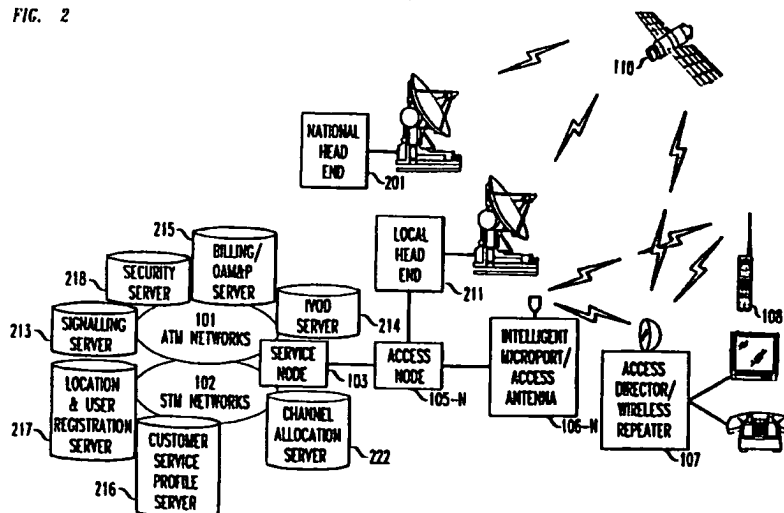 FIG. 2
110
NATIONAL
HEAD
END
201
215
BILLING/
OAM&P
SERVER
218
SECURITY
SERVER
LOCAL
HEAD
END
211
213
SIGNALLING
SERVER
101
ATM NETWORKS
IVOD
SERVER
214
108
SERVICE
NODE
103
ACCESS
NODE
105-N
INTELLIGENT
MICROPORT/
ACCESS
ANTENNA
106-N
ACCESS
DIRECTOR/
WIRELESS
REPEATER
107
LOCATION
& USER
REGISTRATION
SERVER
217
102
STM NETWORKS
CUSTOMER
SERVICE
PROFILE
SERVER
216
CHANNEL
ALLOCATION
SERVER
222